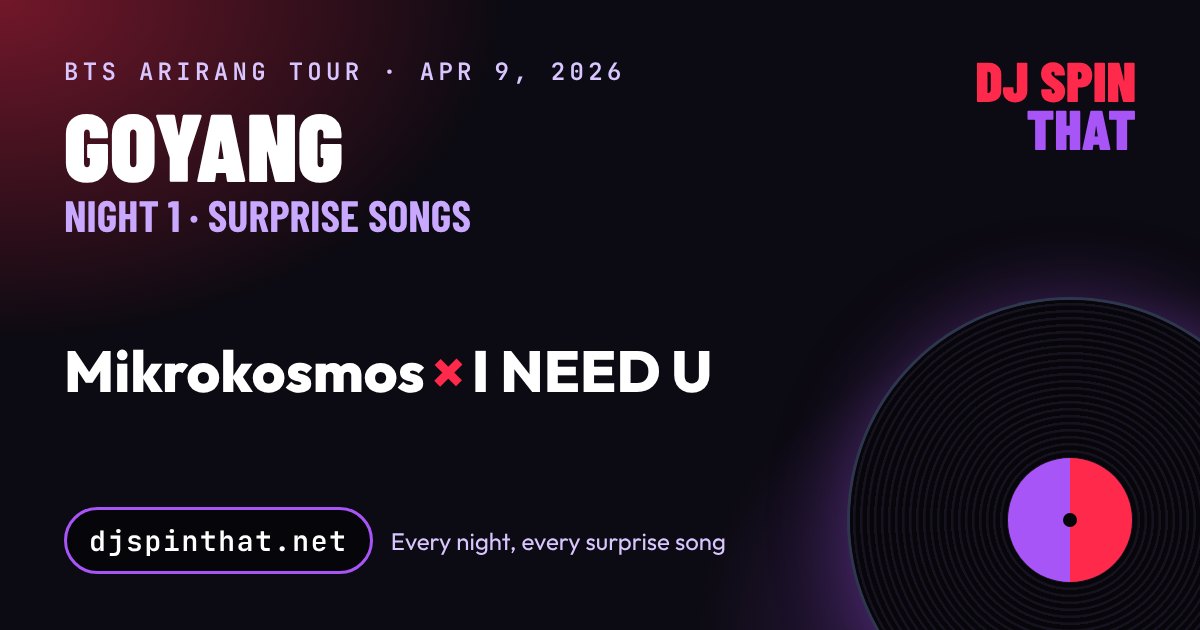 BTS ARIRANG TOUR · APR 9, 2026
GOYANG
NIGHT 1 · SURPRISE SONGS
DJ SPIN
THAT
Mikrokosmos × I NEED U
djspinthat.net
Every night, every surprise song